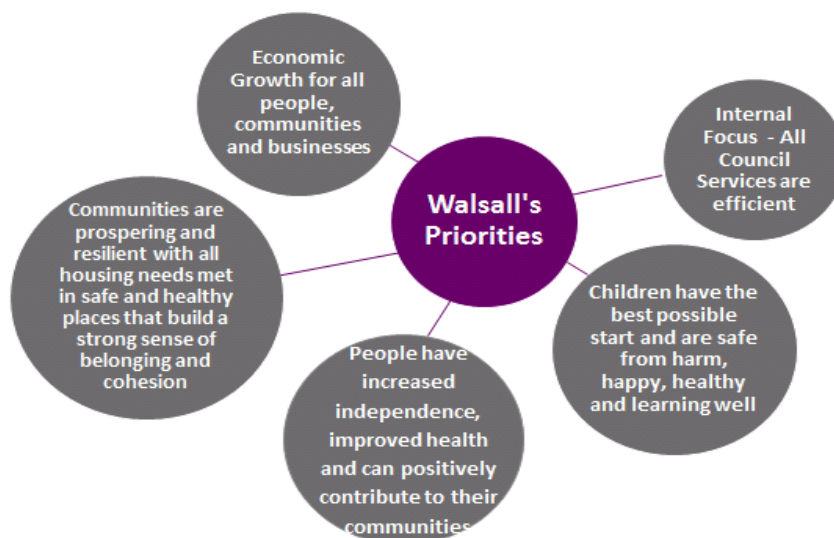 Economic
Growth for all
people,
communities
and businesses
Internal
Focus - All
Council
Services are
efficient
Walsall's
Priorities
Communities are
prospering and
resilient with all
housing needs met
in safe and healthy
places that build a
strong sense of
belonging and
cohesion
Children have the
best possible
start and are safe
from harm,
happy, healthy
and learning well
People have
increased
independence,
improved health
and can positively
contribute to their
communities